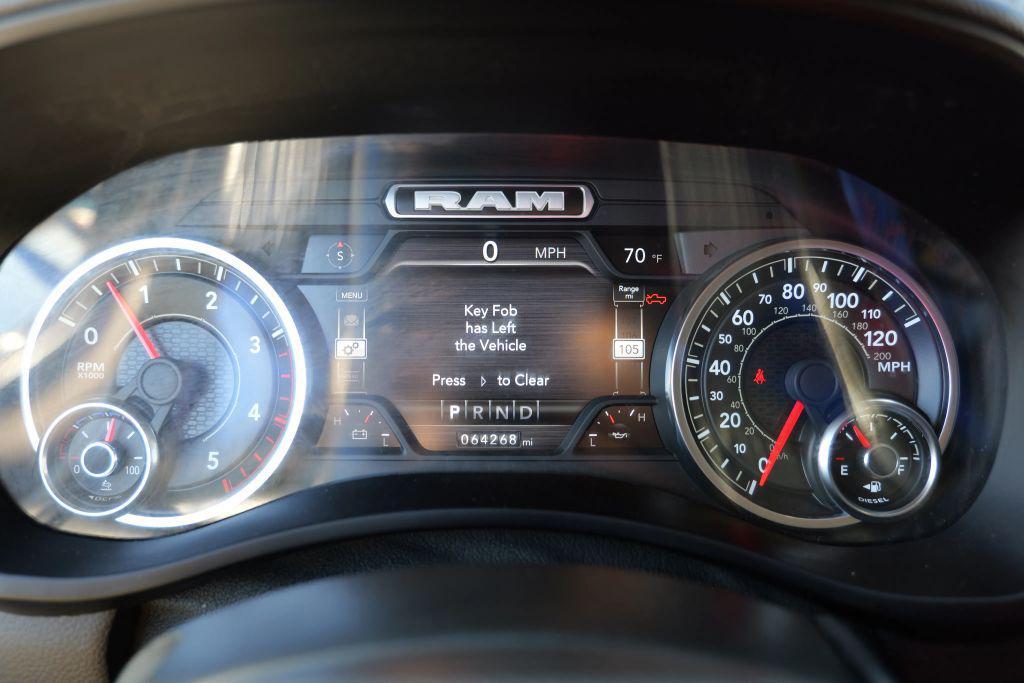 RAM
S
0 MPH
70 °F
MENU
Key Fob
has Left
the Vehicle
Press to Clear
Range
mi
105
PRND
064268 mi
H
H
0
1
2
3
4
5
RPM
X1000
0
100
0
10
20
30
40
50
60
70
80
90
100
110
120
MPH
20
40
60
80
100
120
140
160
180
200
km/h
E
F
DIESEL